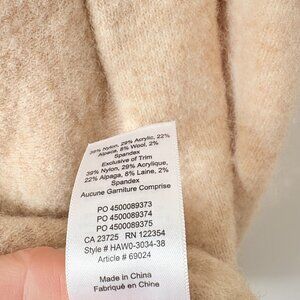 39% Nylon, 29% Acrylic, 22%
Alpaca, 8% Wool, 2%
Spandex
Exclusive of Trim
39% Nylon, 29% Acrylique,
22% Alpaga, 8% Laine, 2%
Spandex
Aucune Garniture Comprise
PO 4500089373
PO 4500089374
PO 4500089375
CA 23725 RN 122354
Style # HAW0-3034-38
Article # 69024
Made in China
Fabriqué en Chine